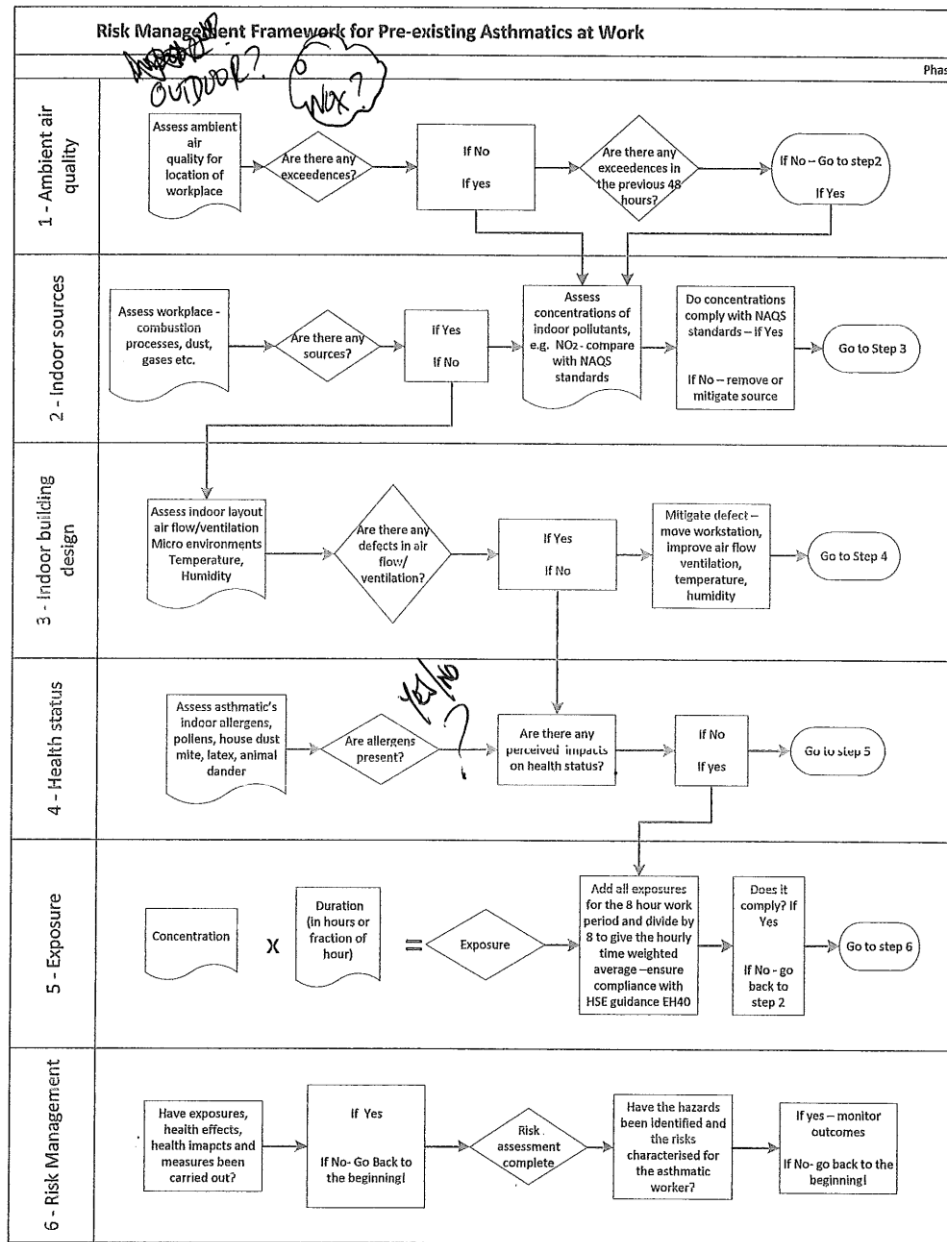 Risk Management Framework for Pre-existing Asthmatics at Work
OUTDOOR?
NOX?
Phas
1 - Ambient air
quality
Assess ambient
air
quality for
location of
workplace
Are there any
exceedences?
If No
If yes
Are there any
exceedences in
the previous 48
hours?
If No – Go to step2
If Yes
2 - Indoor sources
Assess workplace -
combustion
processes, dust,
gases etc.
Are there any
sources?
If Yes
If No
Assess
concentrations of
indoor pollutants,
e.g. NO2 - compare
with NAQS
standards
Do concentrations
comply with NAQS
standards – If Yes
If No – remove or
mitigate source
Go to Step 3
3 - Indoor building
design
Assess indoor layout
air flow/ventilation
Micro environments
Temperature,
Humidity
Are there any
defects in air
flow/
ventilation?
If Yes
If No
Mitigate defect –
move workstation,
improve air flow
ventilation,
temperature,
humidity
Go to Step 4
4 - Health status
Assess asthmatic's
indoor allergens,
pollens, house dust
mite, latex, animal
dander
Are allergens
present?
YES/NO
?
Are there any
perceived impacts
on health status?
If No
If yes
Go to step 5
5 - Exposure
Concentration
X
Duration
(in hours or
fraction of
hour)
=
Exposure
Add all exposures
for the 8 hour work
period and divide by
8 to give the hourly
time weighted
average –ensure
compliance with
HSE guidance EH40
Does it
comply? If
Yes
If No - go
back to
step 2
Go to step 6
6 - Risk Management
Have exposures,
health effects,
health imapcts and
measures been
carried out?
If Yes
If No- Go Back to
the beginning!
Risk
assessment
complete
Have the hazards
been identified and
the risks
characterised for
the asthmatic
worker?
If yes – monitor
outcomes
If No- go back to the
beginning!